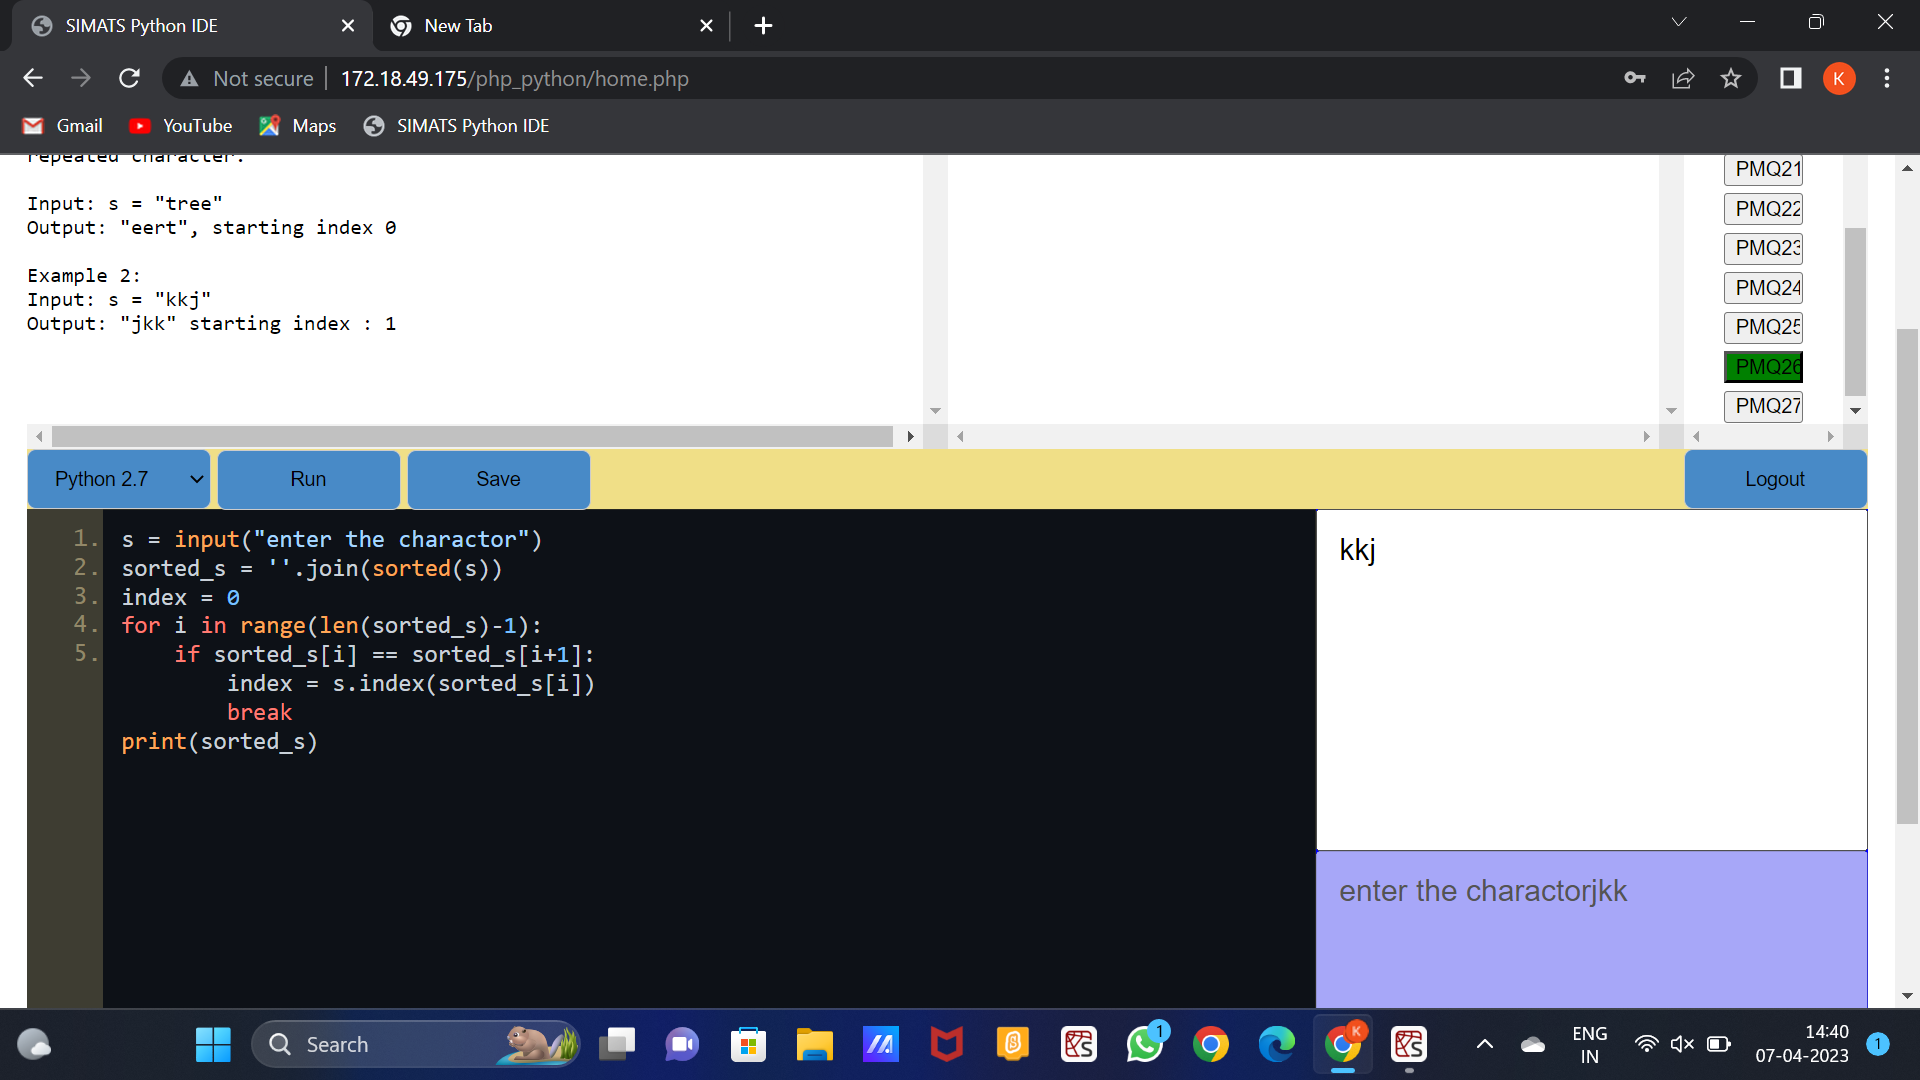 SIMATS Python IDE
New Tab
Not secure
172.18.49.175/php_python/home.php
K
Gmail
YouTube
Maps
SIMATS Python IDE
repeated character.
Input: s = "tree"
Output: "eert", starting index 0
Example 2:
Input: s = "kkj"
Output: "jkk" starting index : 1
PMQ21
PMQ22
PMQ23
PMQ24
PMQ25
PMQ26
PMQ27
Python 2.7
Run
Save
Logout
1. s = input("enter the charactor")
2. sorted_s = ''.join(sorted(s))
3. index = 0
4. for i in range(len(sorted_s)-1):
5. if sorted_s[i] == sorted_s[i+1]:
index = s.index(sorted_s[i])
break
print(sorted_s)
kkj
enter the charactorjkk
Search
1
K
ENG
IN
14:40
07-04-2023
1